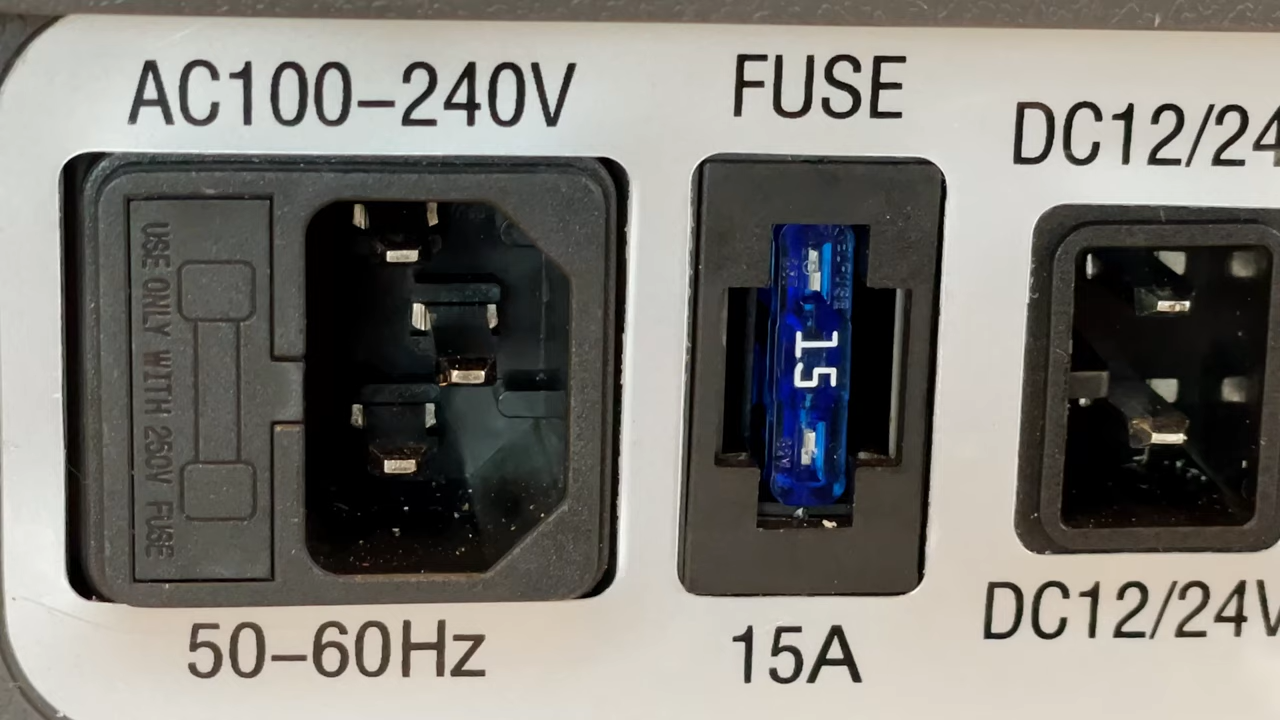 AC100–240V
FUSE
DC12/24
USE ONLY WITH 250V FUSE
15
50–60Hz
15A
DC12/24V